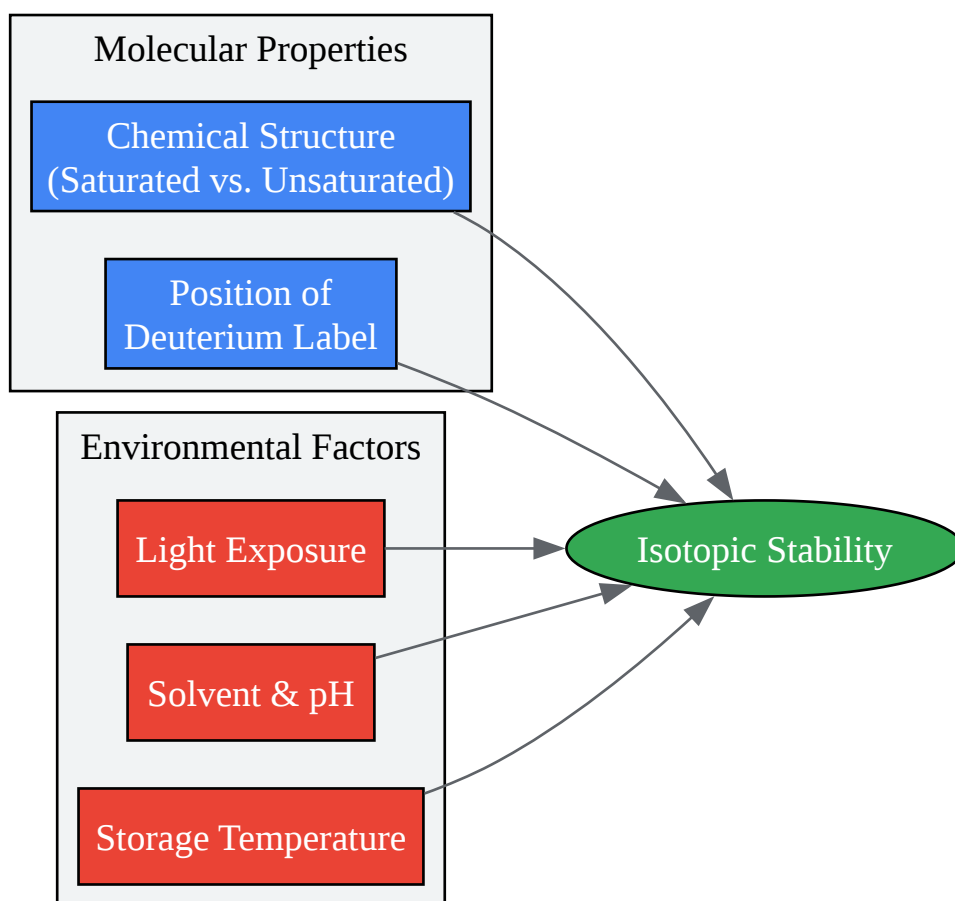 Molecular Properties
Chemical Structure
(Saturated vs. Unsaturated)
Position of
Deuterium Label
Environmental Factors
Light Exposure
Solvent & pH
Storage Temperature
Isotopic Stability